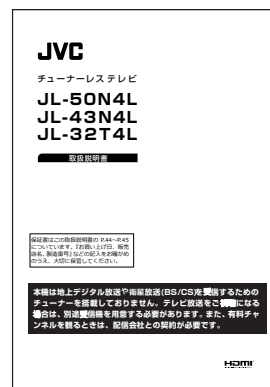 JVC
チューナーレステレビ
JL-50N4L
JL-43N4L
JL-32T4L
取扱説明書
保証書はこの取扱説明書の P.44～P.45
についています。『お買い上げ日、販売
店名、製造番号』などの記入をお確かめ
のうえ、大切に保管してください。
本機は地上デジタル放送や衛星放送(BS/CS)を受信するための
チューナーを搭載しておりません。テレビ放送をご視聴になる
場合は、別途受信機を用意する必要があります。また、有料チャ
ンネルを観るときは、配信会社との契約が必要です。
HDMI